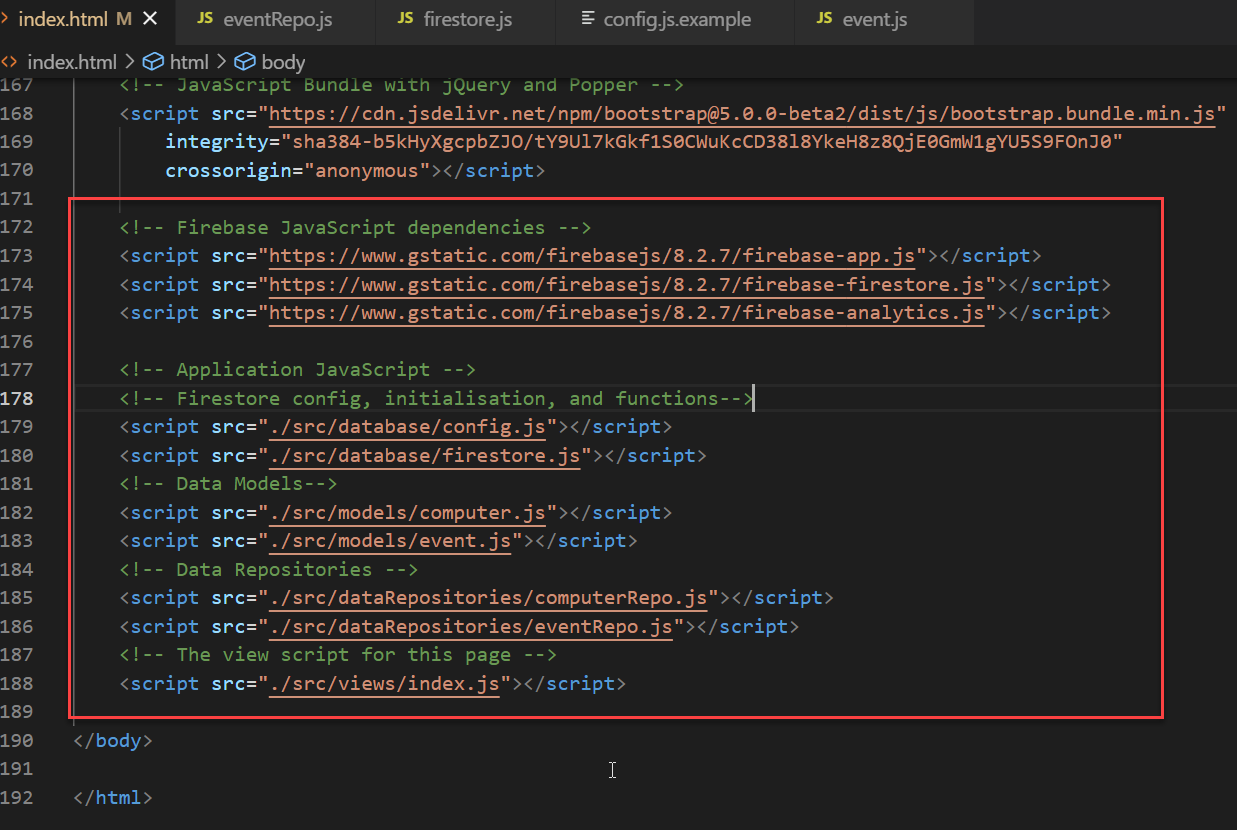 index.html M
JS eventRepo.js
JS firestore.js
config.js.example
JS event.js
index.html > html > body
167 <!-- JavaScript Bundle with jQuery and Popper -->
168 <script src="https://cdn.jsdelivr.net/npm/bootstrap@5.0.0-beta2/dist/js/bootstrap.bundle.min.js"
169 integrity="sha384-b5kHyXgcpbZJO/tY9Ul7kGkf1S0CWuKcCD38l8YkeH8z8QjE0GmW1gYU5S9FOnJ0"
170 crossorigin="anonymous"></script>
171
172 <!-- Firebase JavaScript dependencies -->
173 <script src="https://www.gstatic.com/firebasejs/8.2.7/firebase-app.js"></script>
174 <script src="https://www.gstatic.com/firebasejs/8.2.7/firebase-firestore.js"></script>
175 <script src="https://www.gstatic.com/firebasejs/8.2.7/firebase-analytics.js"></script>
176
177 <!-- Application JavaScript -->
178 <!-- Firestore config, initialisation, and functions-->
179 <script src="./src/database/config.js"></script>
180 <script src="./src/database/firestore.js"></script>
181 <!-- Data Models-->
182 <script src="./src/models/computer.js"></script>
183 <script src="./src/models/event.js"></script>
184 <!-- Data Repositories -->
185 <script src="./src/dataRepositories/computerRepo.js"></script>
186 <script src="./src/dataRepositories/eventRepo.js"></script>
187 <!-- The view script for this page -->
188 <script src="./src/views/index.js"></script>
189
190 </body>
191
192 </html>